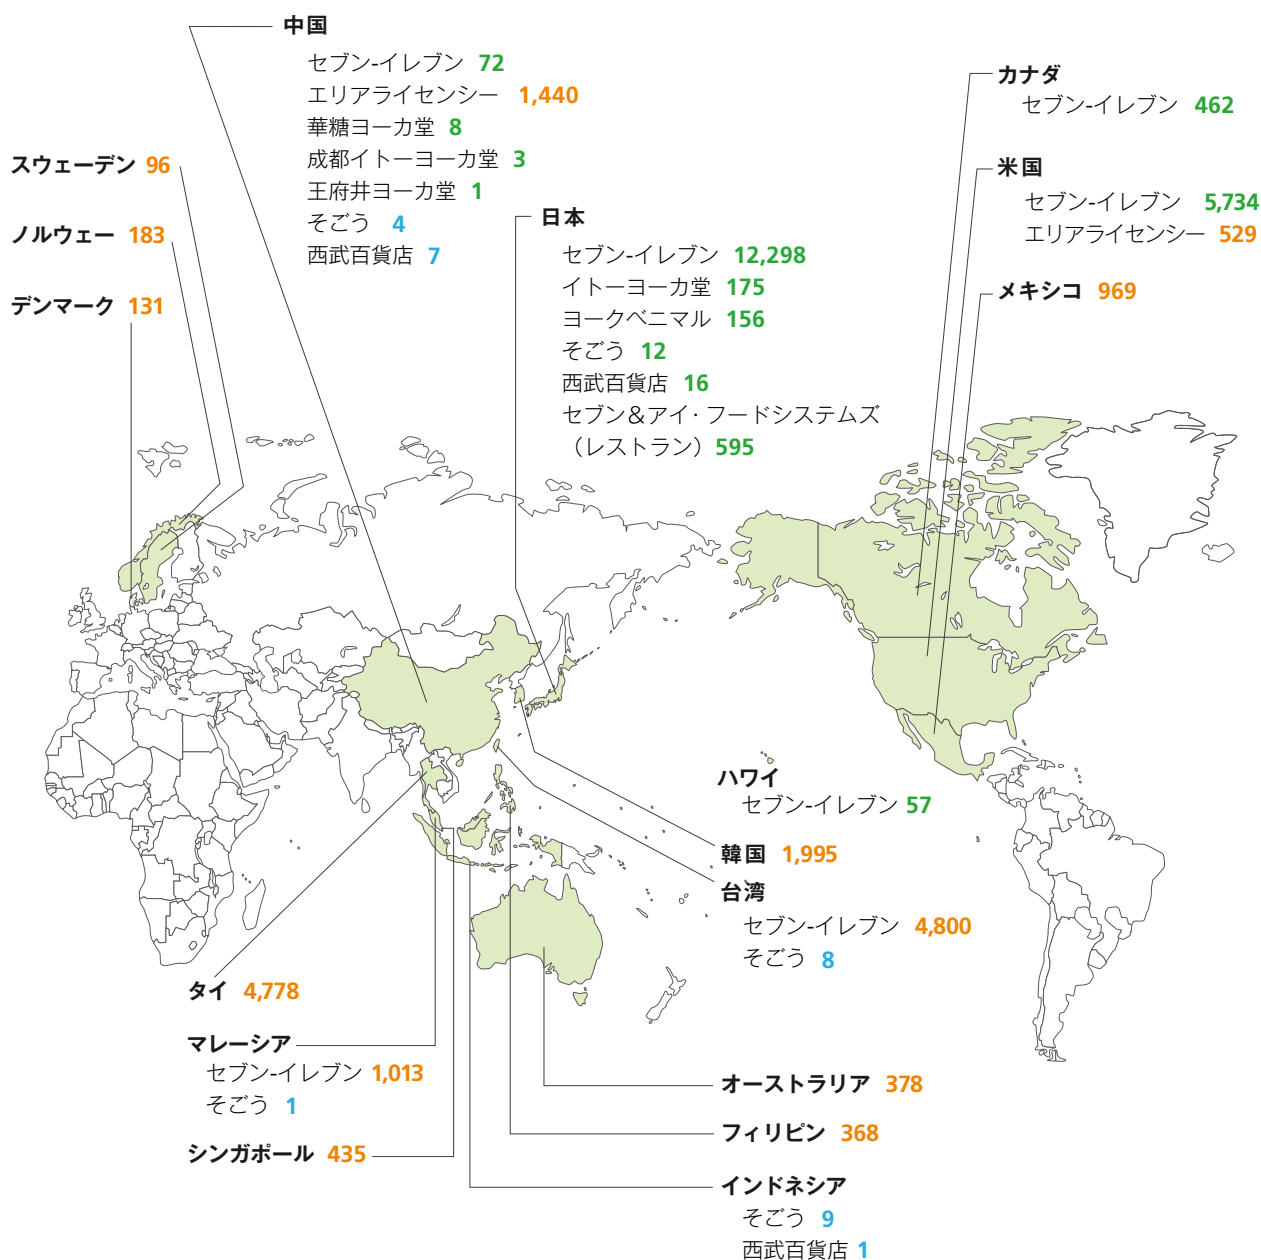 中国
セブン-イレブン 72
エリアライセンシー 1,440
華糖ヨーカ堂 8
成都イトーヨーカ堂 3
王府井ヨーカ堂 1
そごう 4
西武百貨店 7
スウェーデン 96
ノルウェー 183
デンマーク 131
日本
セブン-イレブン 12,298
イトーヨーカ堂 175
ヨークベニマル 156
そごう 12
西武百貨店 16
セブン&アイ・フードシステムズ
（レストラン） 595
カナダ
セブン-イレブン 462
米国
セブン-イレブン 5,734
エリアライセンシー 529
メキシコ 969
ハワイ
セブン-イレブン 57
韓国 1,995
台湾
セブン-イレブン 4,800
そごう 8
タイ 4,778
マレーシア
セブン-イレブン 1,013
そごう 1
シンガポール 435
オーストラリア 378
フィリピン 368
インドネシア
そごう 9
西武百貨店 1